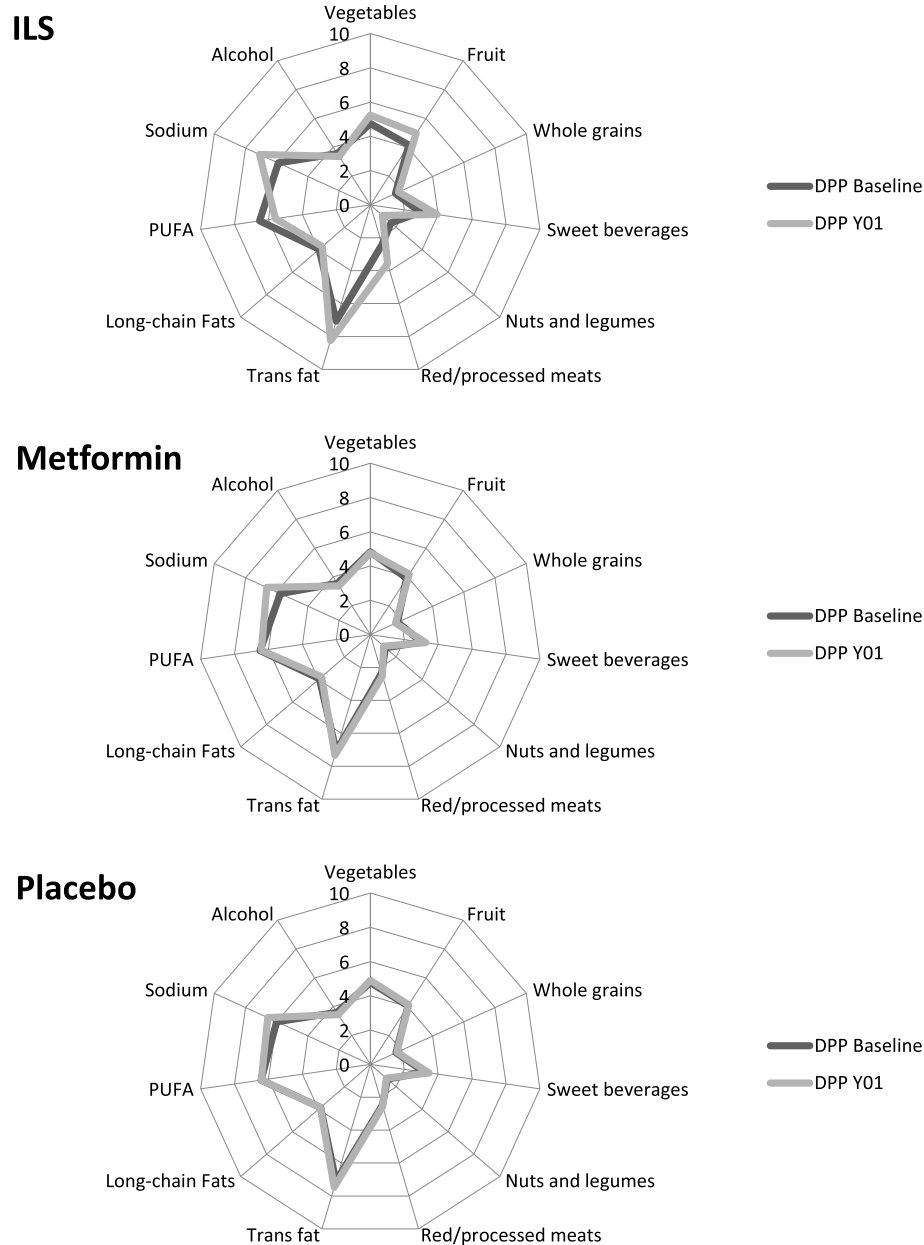 ILS
Vegetables
10
Alcohol
Fruit
8
6
Sodium
Whole grains
4
DPP Baseline
2
0
DPP Y01
PUFA
Sweet beverages
Long-chain Fats
Nuts and legumes
Trans fat
Red/processed meats
Metformin
Vegetables
10
Alcohol
Fruit
8
6
Sodium
Whole grains
4
DPP Baseline
2
0
DPP Y01
PUFA
Sweet beverages
Long-chain Fats
Nuts and legumes
Trans fat
Red/processed meats
Placebo
Vegetables
10
Alcohol
Fruit
8
6
Sodium
Whole grains
4
DPP Baseline
2
0
DPP Y01
PUFA
Sweet beverages
Long-chain Fats
Nuts and legumes
Trans fat
Red/processed meats